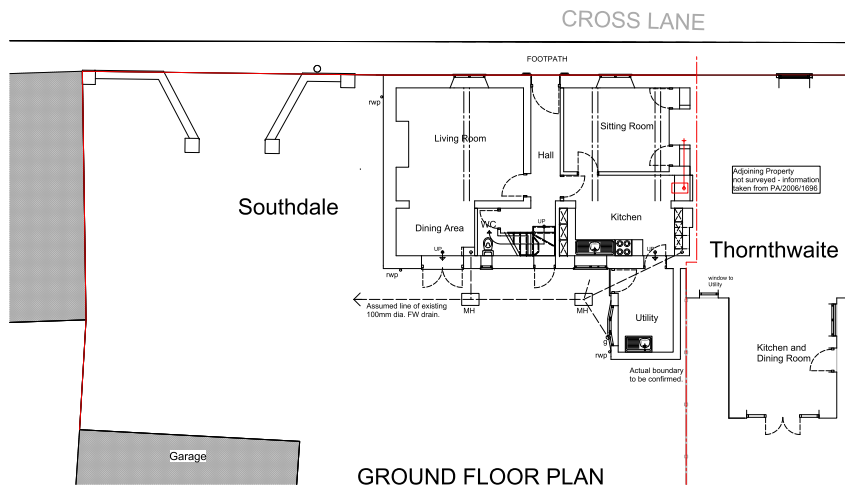 CROSS LANE
FOOTPATH
rwp
Living Room
Sitting Room
Hall
Adjoining Property
not surveyed - information
taken from PA/2006/1696
Southdale
Kitchen
Dining Area
WC
UP
UP
UP
Thornthwaite
rwp
window to
Utility
Assumed line of existing
100mm dia. FW drain.
MH
MH
Utility
g
rwp
Kitchen and
Dining Room
Actual boundary
to be confirmed.
Garage
GROUND FLOOR PLAN